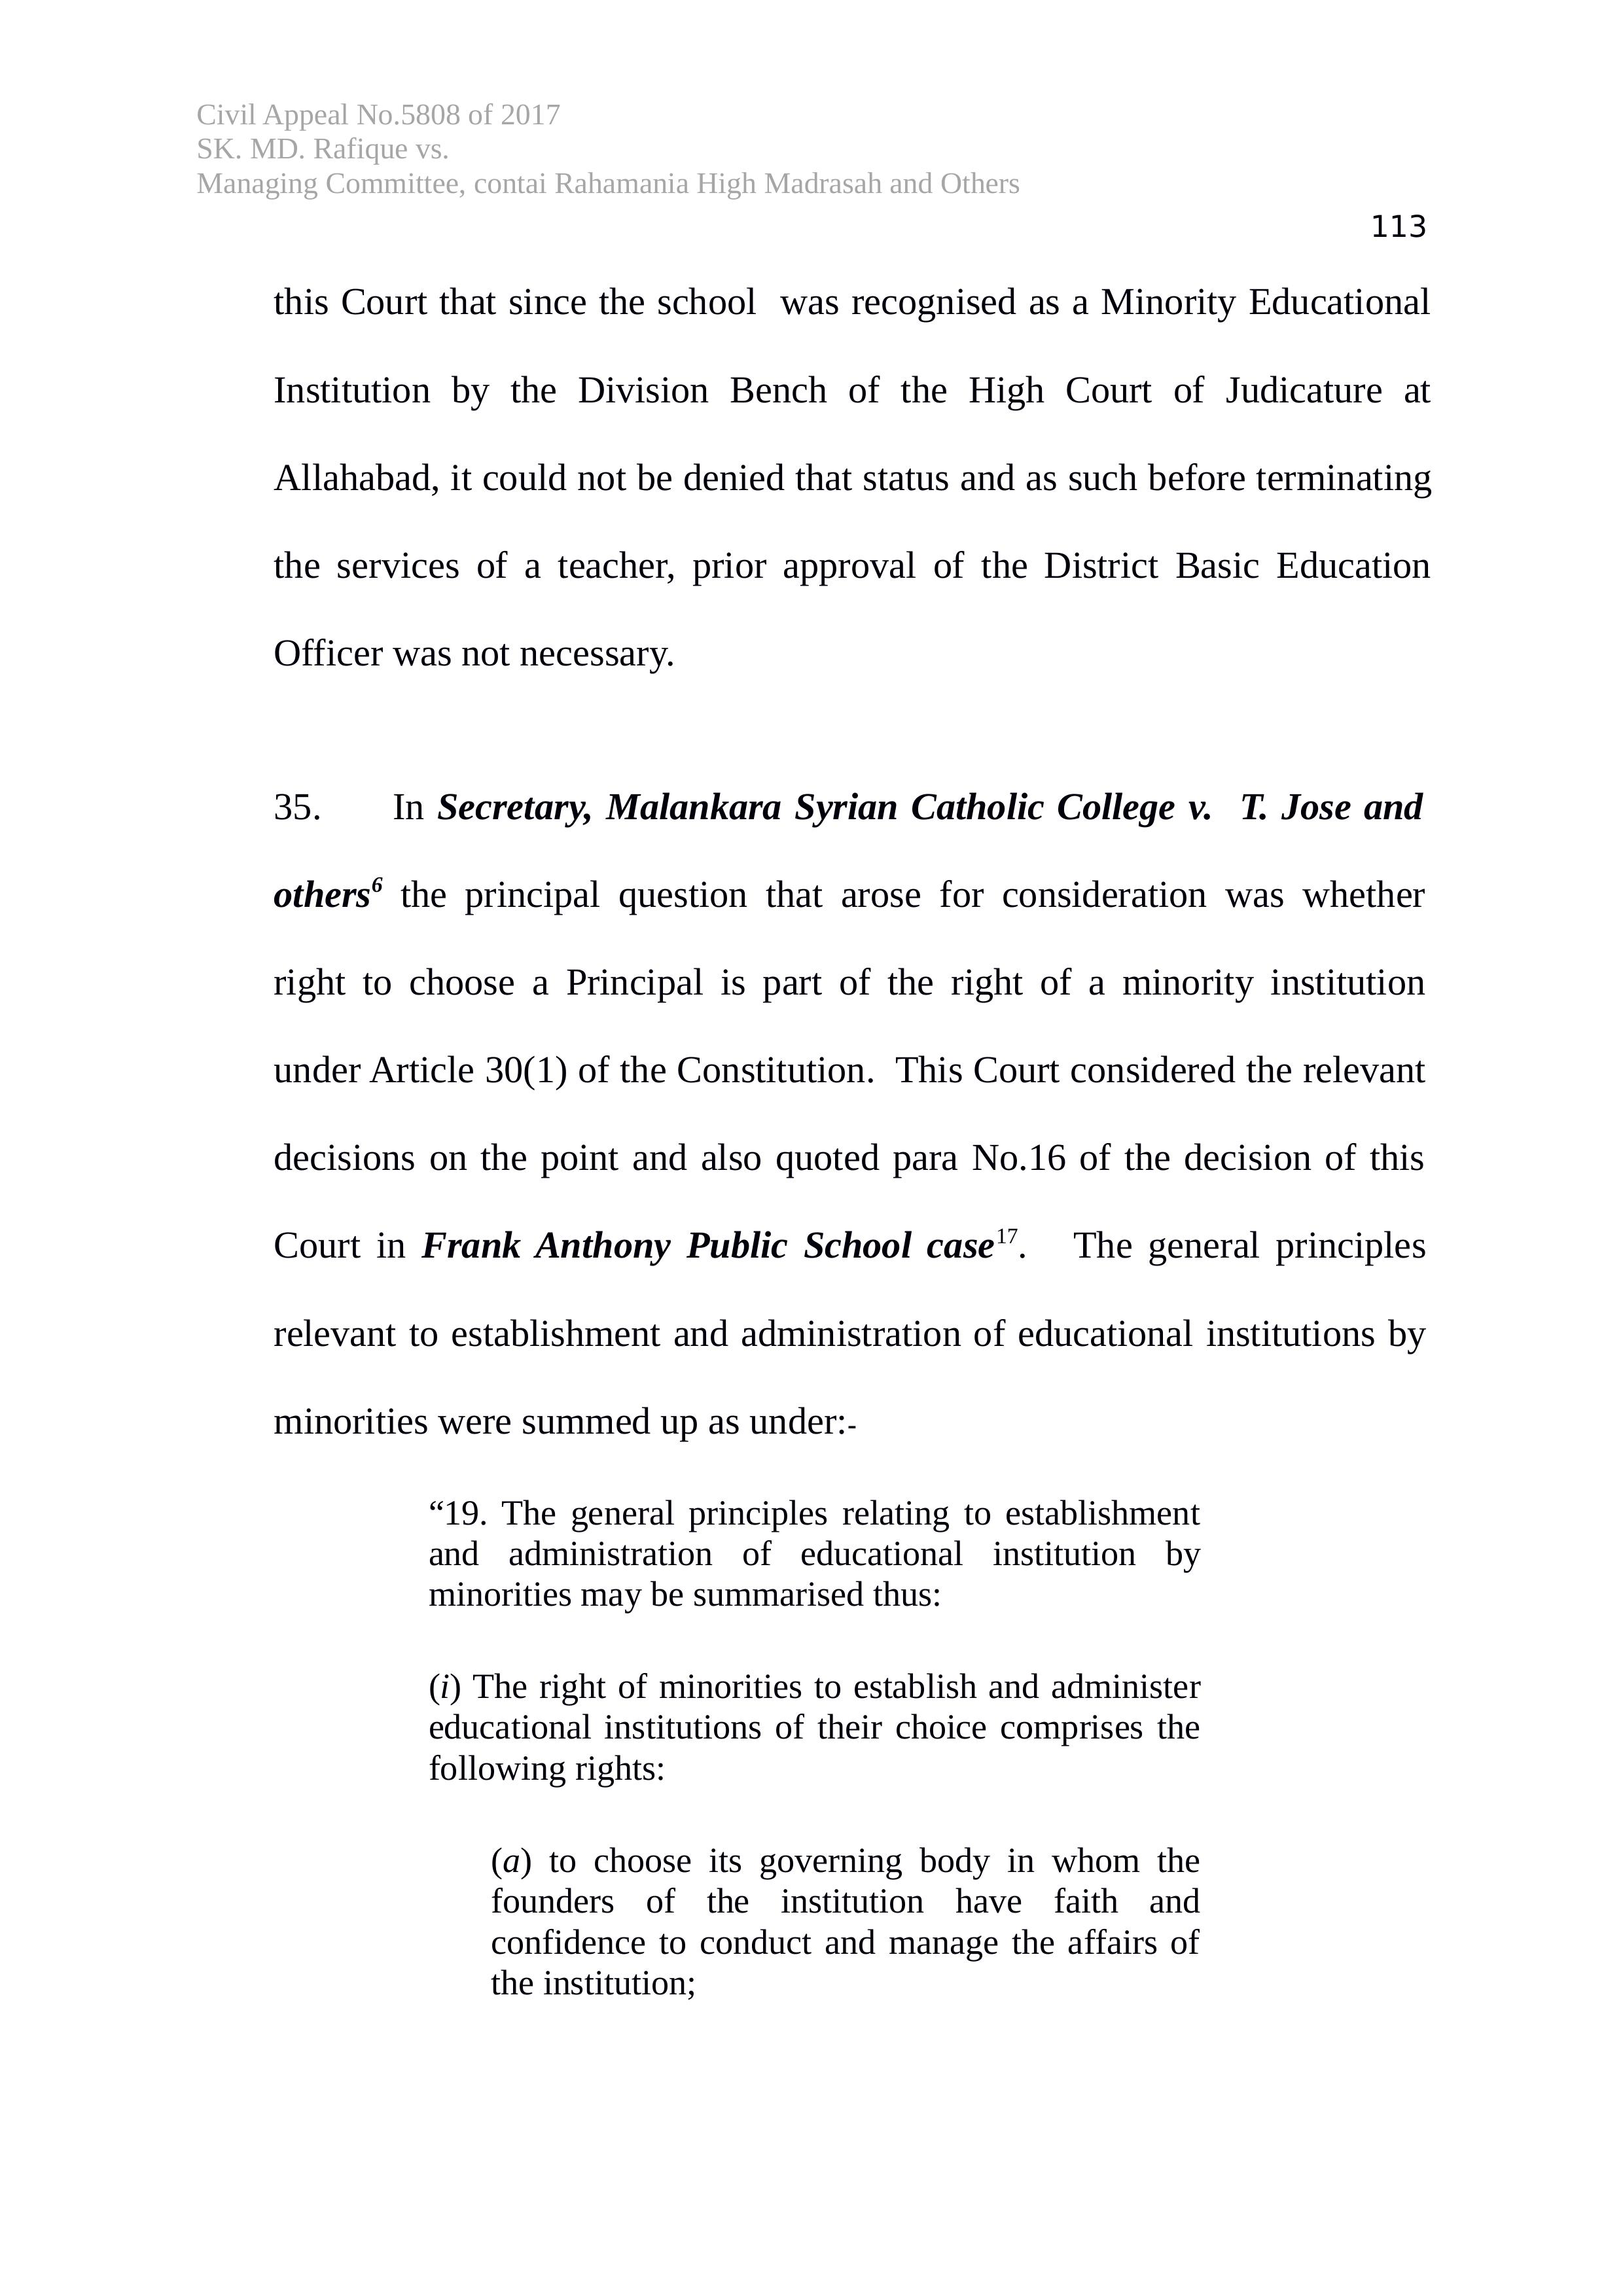 Civil Appeal No.5808 of 2017
SK. MD. Rafique vs.
Managing Committee, contai Rahamania High Madrasah and Others
113
this Court that since the school was recognised as a Minority Educational
Institution by the Division Bench of the High Court of Judicature at
Allahabad, it could not be denied that status and as such before terminating
the services of a teacher, prior approval of the District Basic Education
Officer was not necessary.
35. In Secretary, Malankara Syrian Catholic College v. T. Jose and
others6 the principal question that arose for consideration was whether
right to choose a Principal is part of the right of a minority institution
under Article 30(1) of the Constitution. This Court considered the relevant
decisions on the point and also quoted para No.16 of the decision of this
Court in Frank Anthony Public School case17. The general principles
relevant to establishment and administration of educational institutions by
minorities were summed up as under:-
“19. The general principles relating to establishment
and administration of educational institution by
minorities may be summarised thus:
(i) The right of minorities to establish and administer
educational institutions of their choice comprises the
following rights:
(a) to choose its governing body in whom the
founders of the institution have faith and
confidence to conduct and manage the affairs of
the institution;